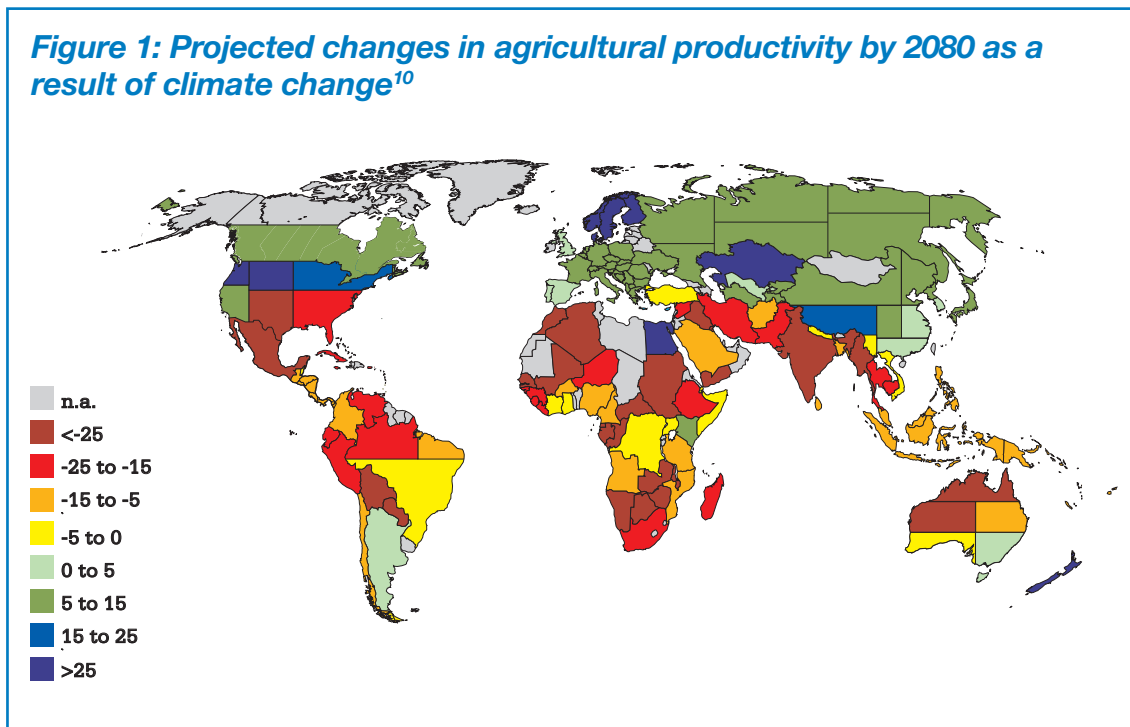 Figure 1: Projected changes in agricultural productivity by 2080 as a
result of climate change10
n.a.
<-25
-25 to -15
-15 to -5
-5 to 0
0 to 5
5 to 15
15 to 25
>25